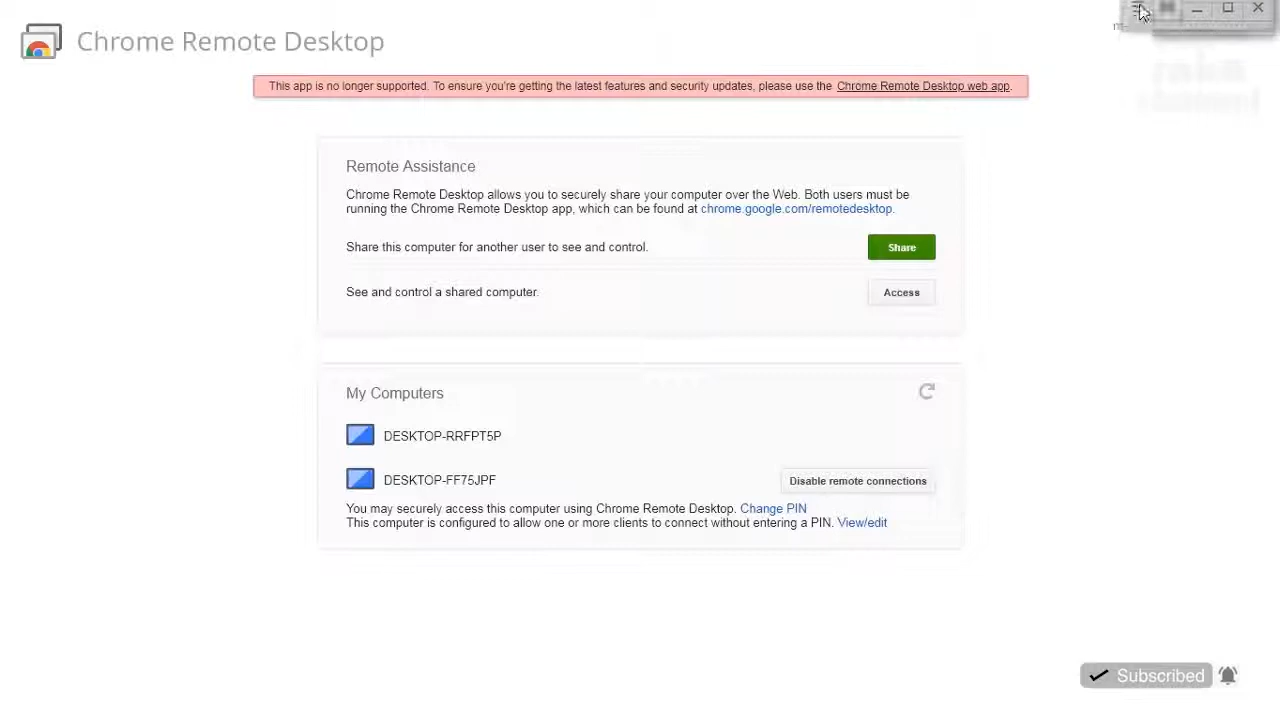 Chrome Remote Desktop
This app is no longer supported. To ensure you're getting the latest features and security updates, please use the Chrome Remote Desktop web app.
Remote Assistance
Chrome Remote Desktop allows you to securely share your computer over the Web. Both users must be
running the Chrome Remote Desktop app, which can be found at chrome.google.com/remotedesktop.
Share this computer for another user to see and control.
Share
See and control a shared computer.
Access
My Computers
DESKTOP-RRFPT5P
DESKTOP-FF75JPF
Disable remote connections
You may securely access this computer using Chrome Remote Desktop. Change PIN
This computer is configured to allow one or more clients to connect without entering a PIN. View/edit
Subscribed